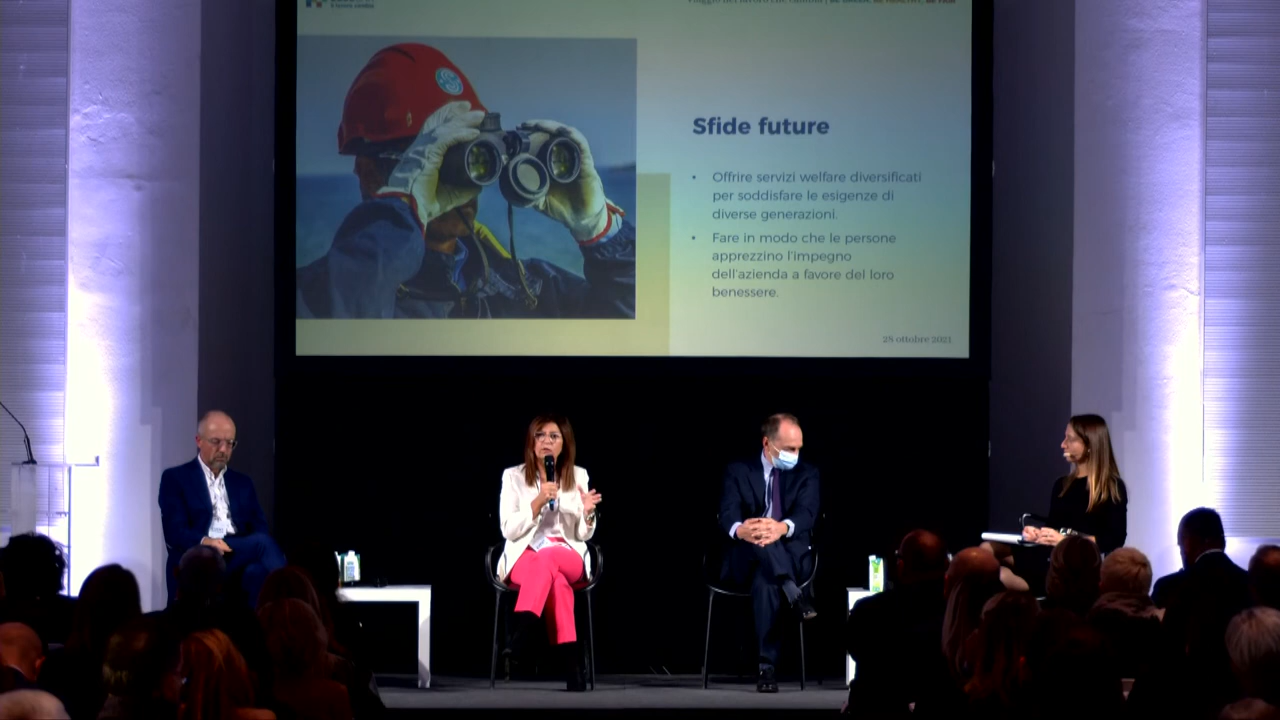 Sfide future
• Offrire servizi welfare diversificati
per soddisfare le esigenze di
diverse generazioni.
• Fare in modo che le persone
apprezzino l'impegno
dell'azienda a favore del loro
benessere.
28 ottobre 2021